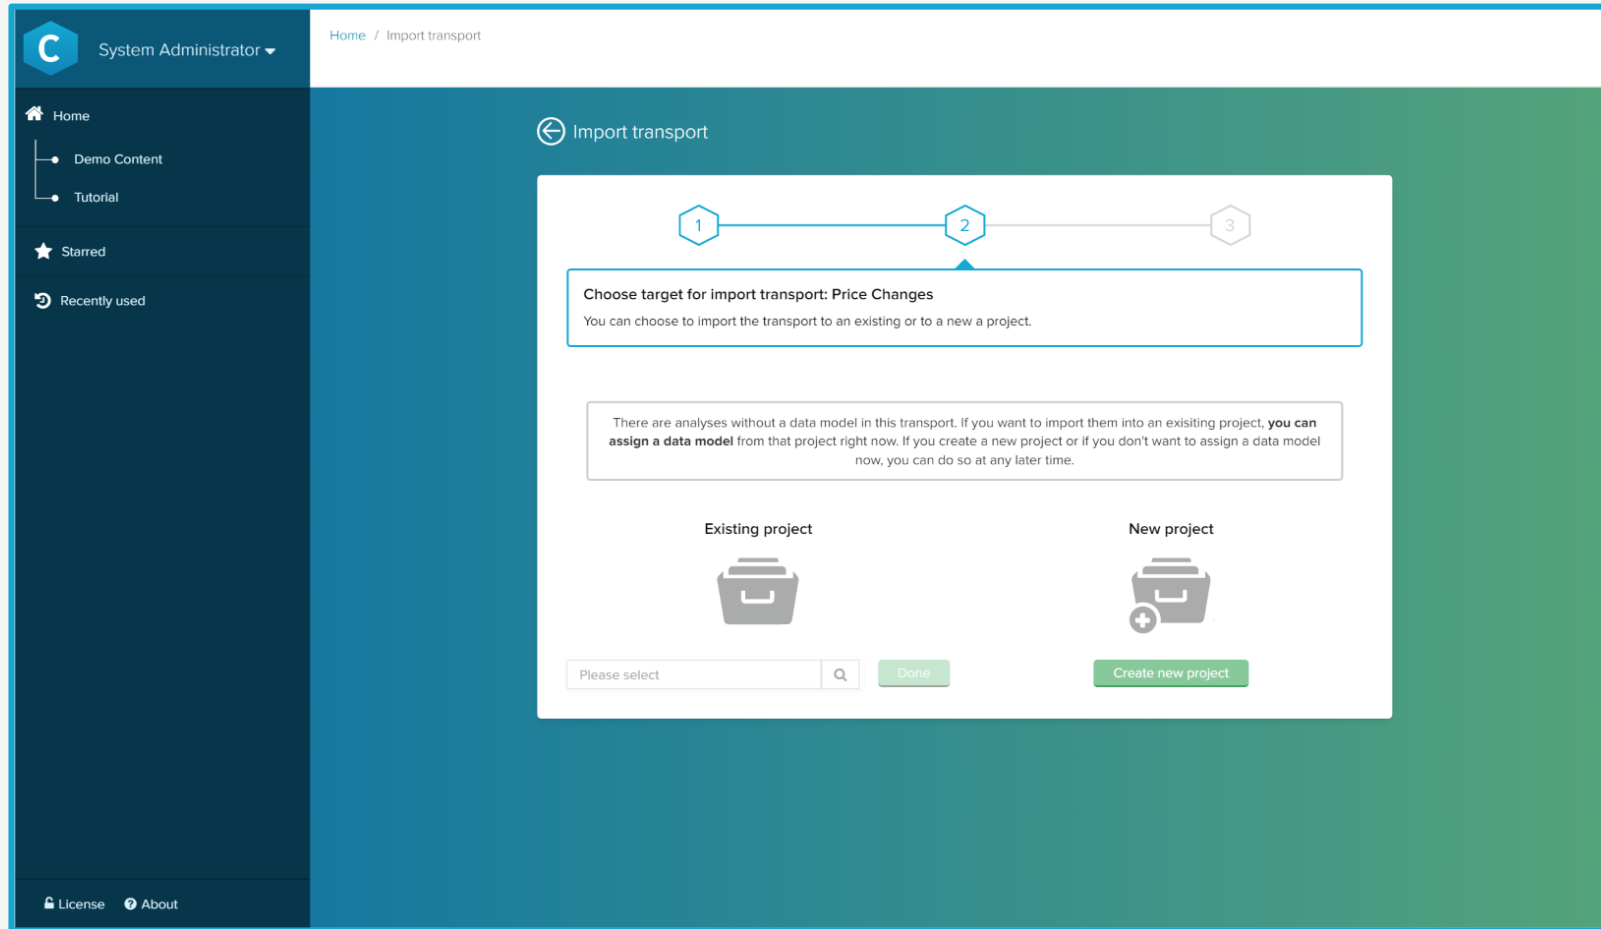 C
System Administrator
Home / Import transport
Home
Demo Content
Tutorial
Starred
Recently used
License
About
Import transport
1
2
3
Choose target for import transport: Price Changes
You can choose to import the transport to an existing or to a new a project.
There are analyses without a data model in this transport. If you want to import them into an exisiting project, you can
assign a data model from that project right now. If you create a new project or if you don't want to assign a data model
now, you can do so at any later time.
Existing project
New project
Please select
Done
Create new project